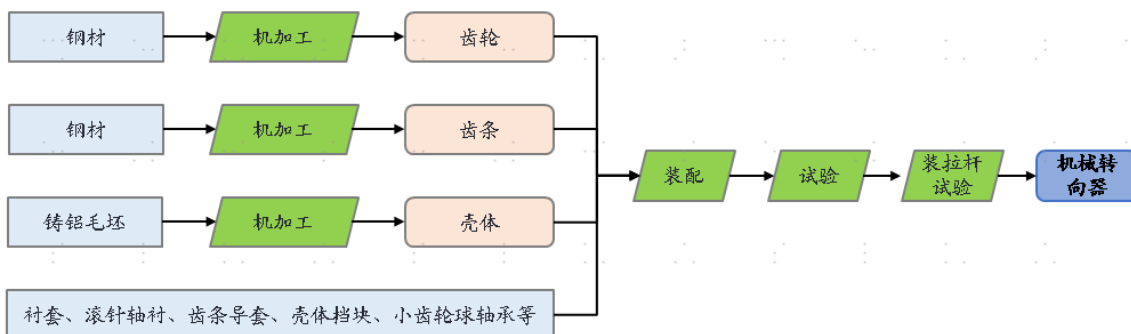 钢材
机加工
齿轮
钢材
机加工
齿条
铸铝毛坯
机加工
壳体
衬套、滚针轴衬、齿条导套、壳体档块、小齿轮球轴承等
装配
试验
装拉杆
试验
机械转
向器